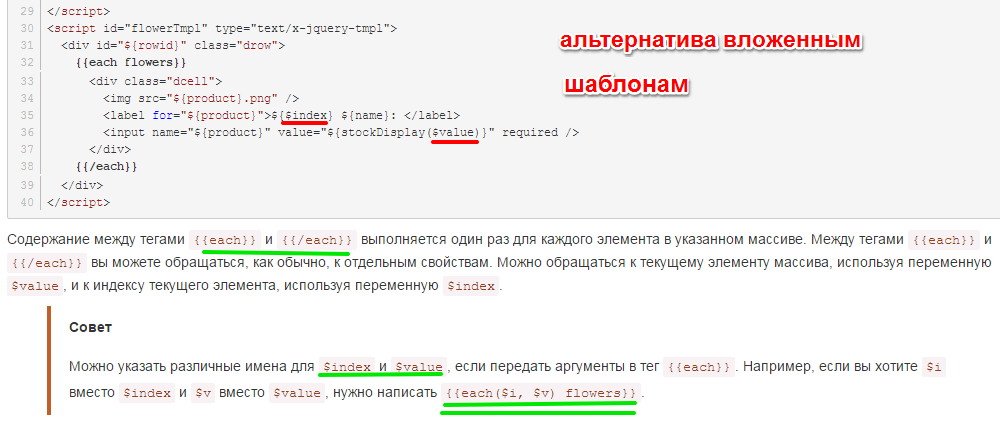 29 </script>
30 <script id="flowerTmpl" type="text/x-jquery-tmpl">
31 <div id="${rowid}" class="drow">
альтернатива вложенным
32 {{each flowers}}
33 <div class="dcell">
шаблонам
34 <img src="${product}.png" />
35 <label for="${product}">${$index} ${name}: </label>
36 <input name="${product}" value="${stockDisplay($value)}" required />
37 </div>
38 {{/each}}
39 </div>
40 </script>
Содержание между тегами {{each}} и {{/each}} выполняется один раз для каждого элемента в указанном массиве. Между тегами {{each}} и
{{/each}} вы можете обращаться, как обычно, к отдельным свойствам. Можно обращаться к текущему элементу массива, используя переменную
$value, и к индексу текущего элемента, используя переменную $index.
Совет
Можно указать различные имена для $index и $value, если передать аргументы в тег {{each}}. Например, если вы хотите $i
вместо $index и $v вместо $value, нужно написать {{each($i, $v) flowers}}.